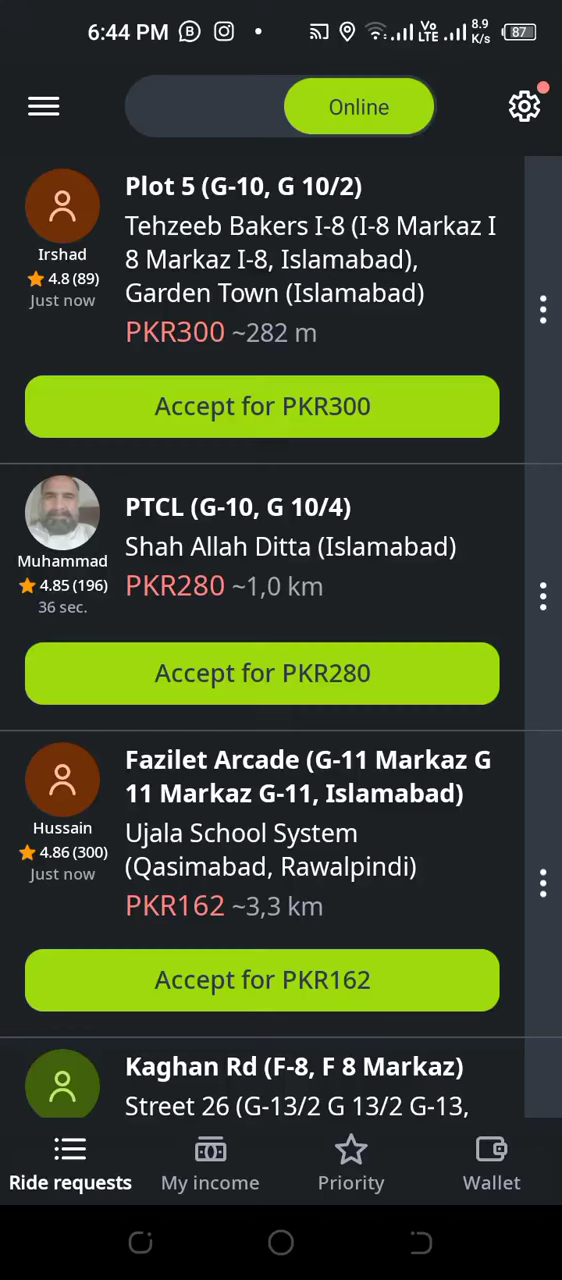 6:44 PM
Vo LTE
8.9 K/s
87
Online
Plot 5 (G-10, G 10/2)
Tehzeeb Bakers I-8 (I-8 Markaz I
8 Markaz I-8, Islamabad),
Garden Town (Islamabad)
PKR300 ~282 m
Irshad
4.8 (89)
Just now
Accept for PKR300
PTCL (G-10, G 10/4)
Shah Allah Ditta (Islamabad)
PKR280 ~1,0 km
Muhammad
4.85 (196)
36 sec.
Accept for PKR280
Fazilet Arcade (G-11 Markaz G
11 Markaz G-11, Islamabad)
Ujala School System
(Qasimabad, Rawalpindi)
PKR162 ~3,3 km
Hussain
4.86 (300)
Just now
Accept for PKR162
Kaghan Rd (F-8, F 8 Markaz)
Street 26 (G-13/2 G 13/2 G-13,
Ride requests
My income
Priority
Wallet